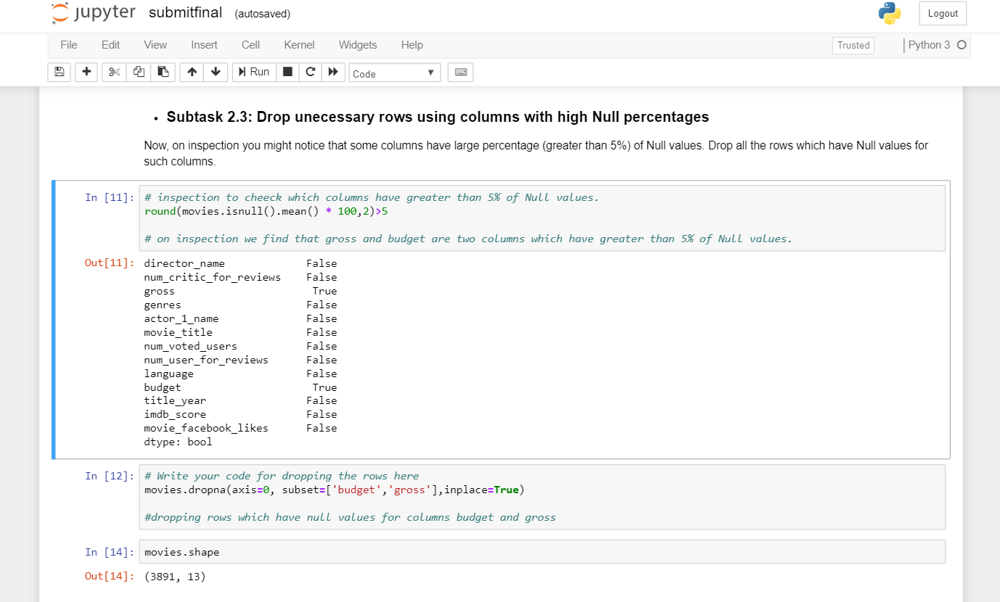 jupyter submitfinal (autosaved) Logout
File Edit View Insert Cell Kernel Widgets Help Trusted Python 3
Run Code
• Subtask 2.3: Drop unecessary rows using columns with high Null percentages
Now, on inspection you might notice that some columns have large percentage (greater than 5%) of Null values. Drop all the rows which have Null values for
such columns.
In [11]: # inspection to cheeck which columns have greater than 5% of Null values.
round(movies.isnull().mean() * 100,2)>5
# on inspection we find that gross and budget are two columns which have greater than 5% of Null values.
Out[11]: director_name False
num_critic_for_reviews False
gross True
genres False
actor_1_name False
movie_title False
num_voted_users False
num_user_for_reviews False
language False
budget True
title_year False
imdb_score False
movie_facebook_likes False
dtype: bool
In [12]: # Write your code for dropping the rows here
movies.dropna(axis=0, subset=['budget','gross'],inplace=True)
#dropping rows which have null values for columns budget and gross
In [14]: movies.shape
Out[14]: (3891, 13)